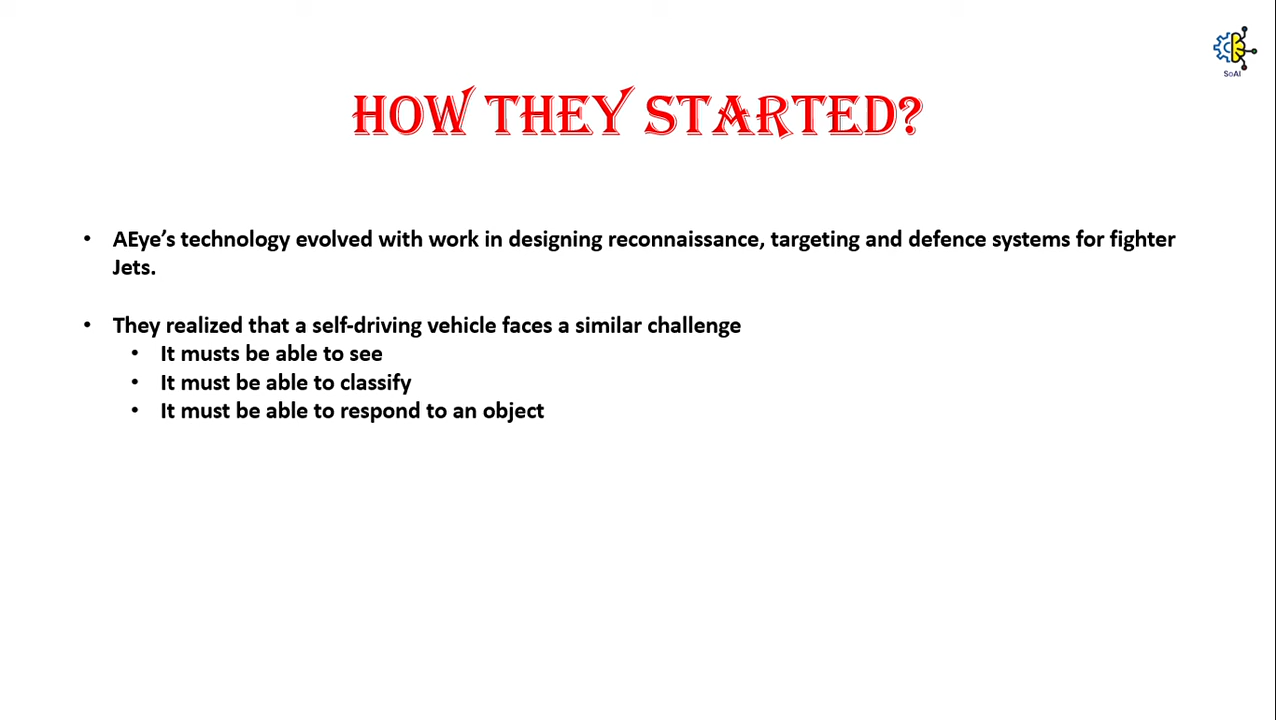 SoAI
HOW THEY STARTED?
• AEye’s technology evolved with work in designing reconnaissance, targeting and defence systems for fighter
Jets.
• They realized that a self-driving vehicle faces a similar challenge
• It musts be able to see
• It must be able to classify
• It must be able to respond to an object